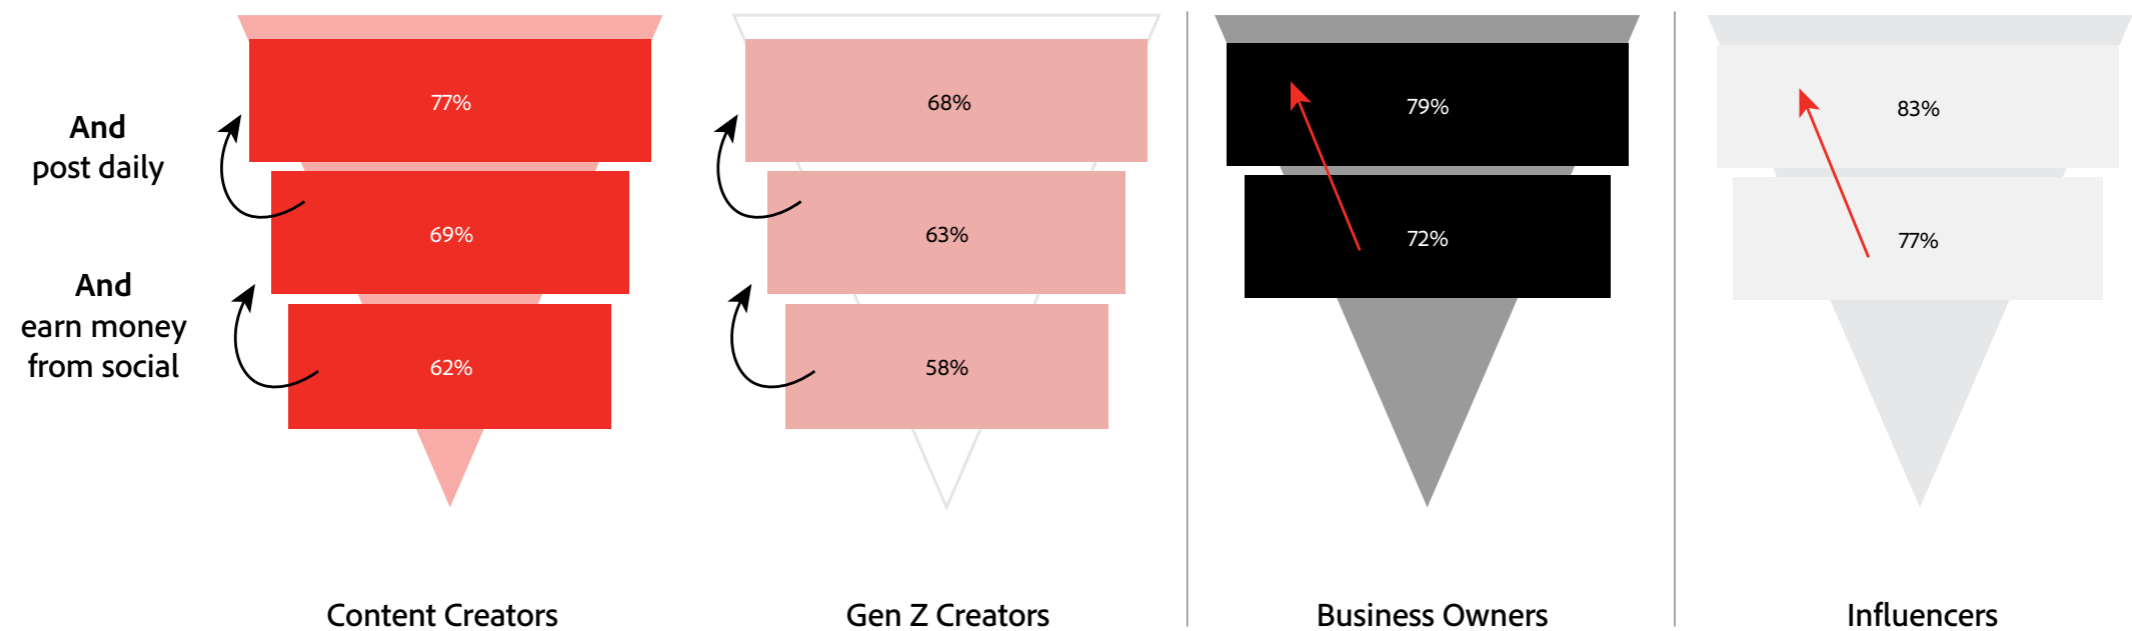 And
post daily
And
earn money
from social
77%
69%
62%
Content Creators
68%
63%
58%
Gen Z Creators
79%
72%
Business Owners
83%
77%
Influencers